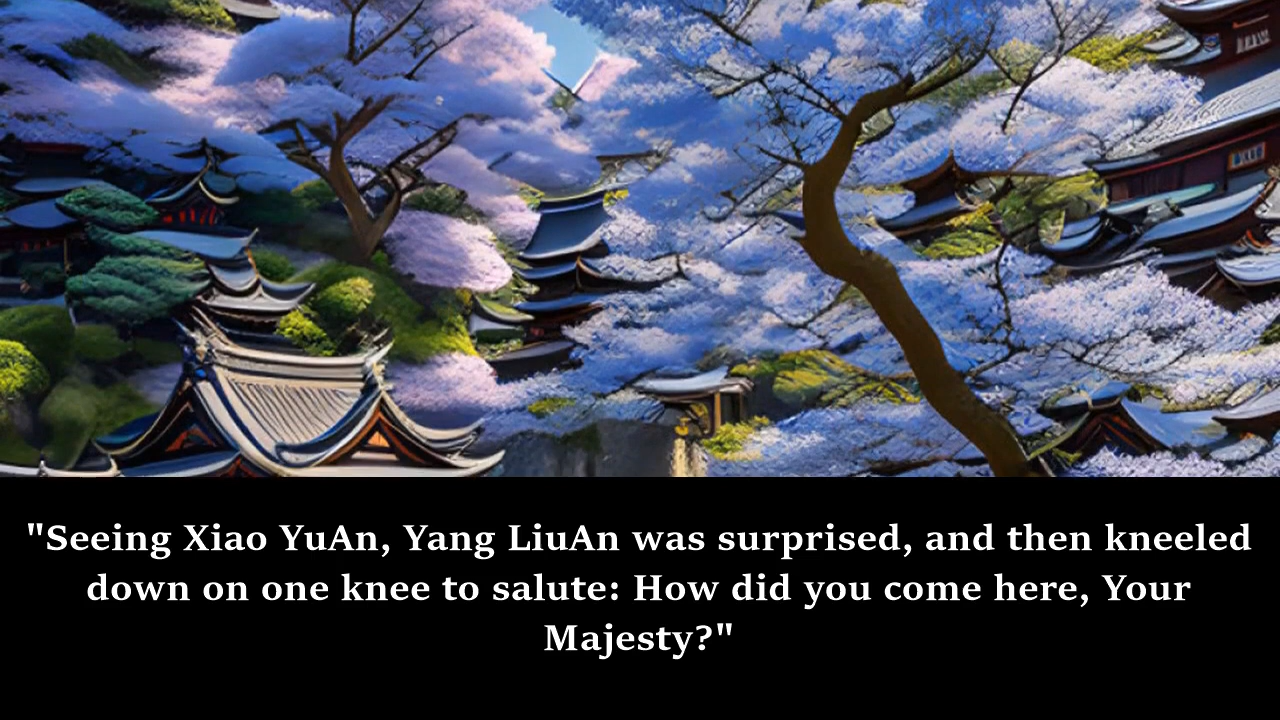 "Seeing Xiao YuAn, Yang LiuAn was surprised, and then kneeled
down on one knee to salute: How did you come here, Your
Majesty?"